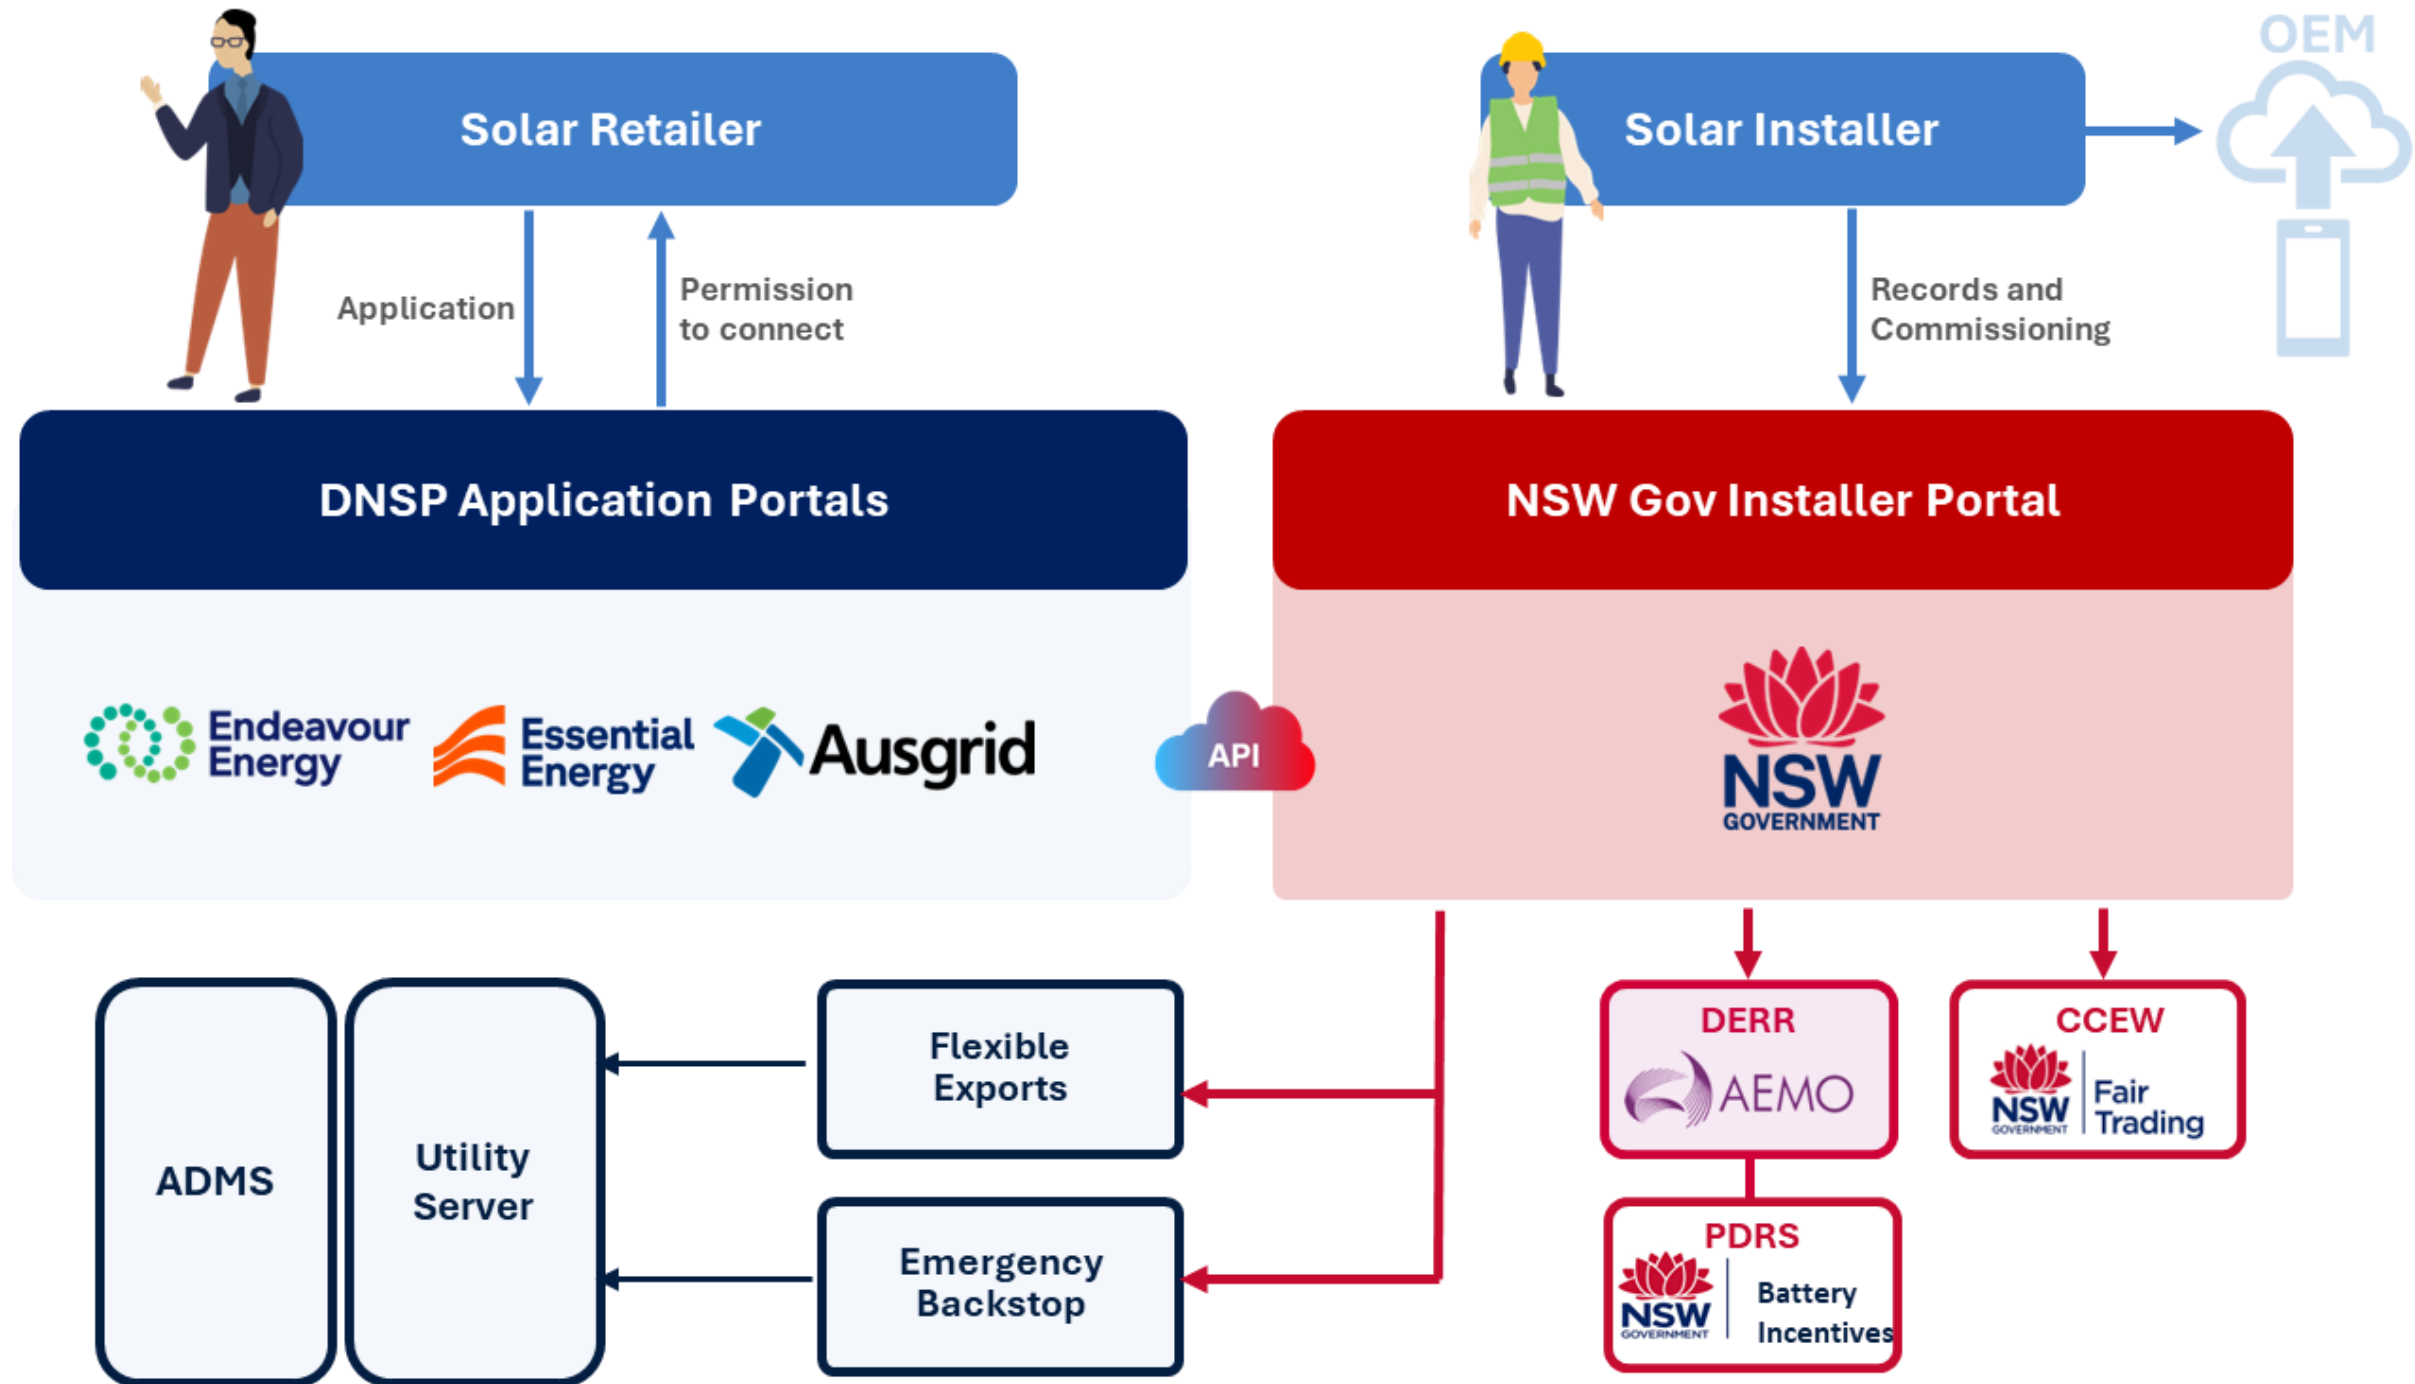 OEM
Solar Retailer
Solar Installer
Application
Permission
to connect
Records and
Commissioning
DNSP Application Portals
NSW Gov Installer Portal
Endeavour
Energy
Essential
Energy
Ausgrid
API
NSW
GOVERNMENT
ADMS
Utility
Server
Flexible
Exports
Emergency
Backstop
DERR
AEMO
CCEW
NSW
GOVERNMENT
Fair
Trading
PDRS
NSW
GOVERNMENT
Battery
Incentives